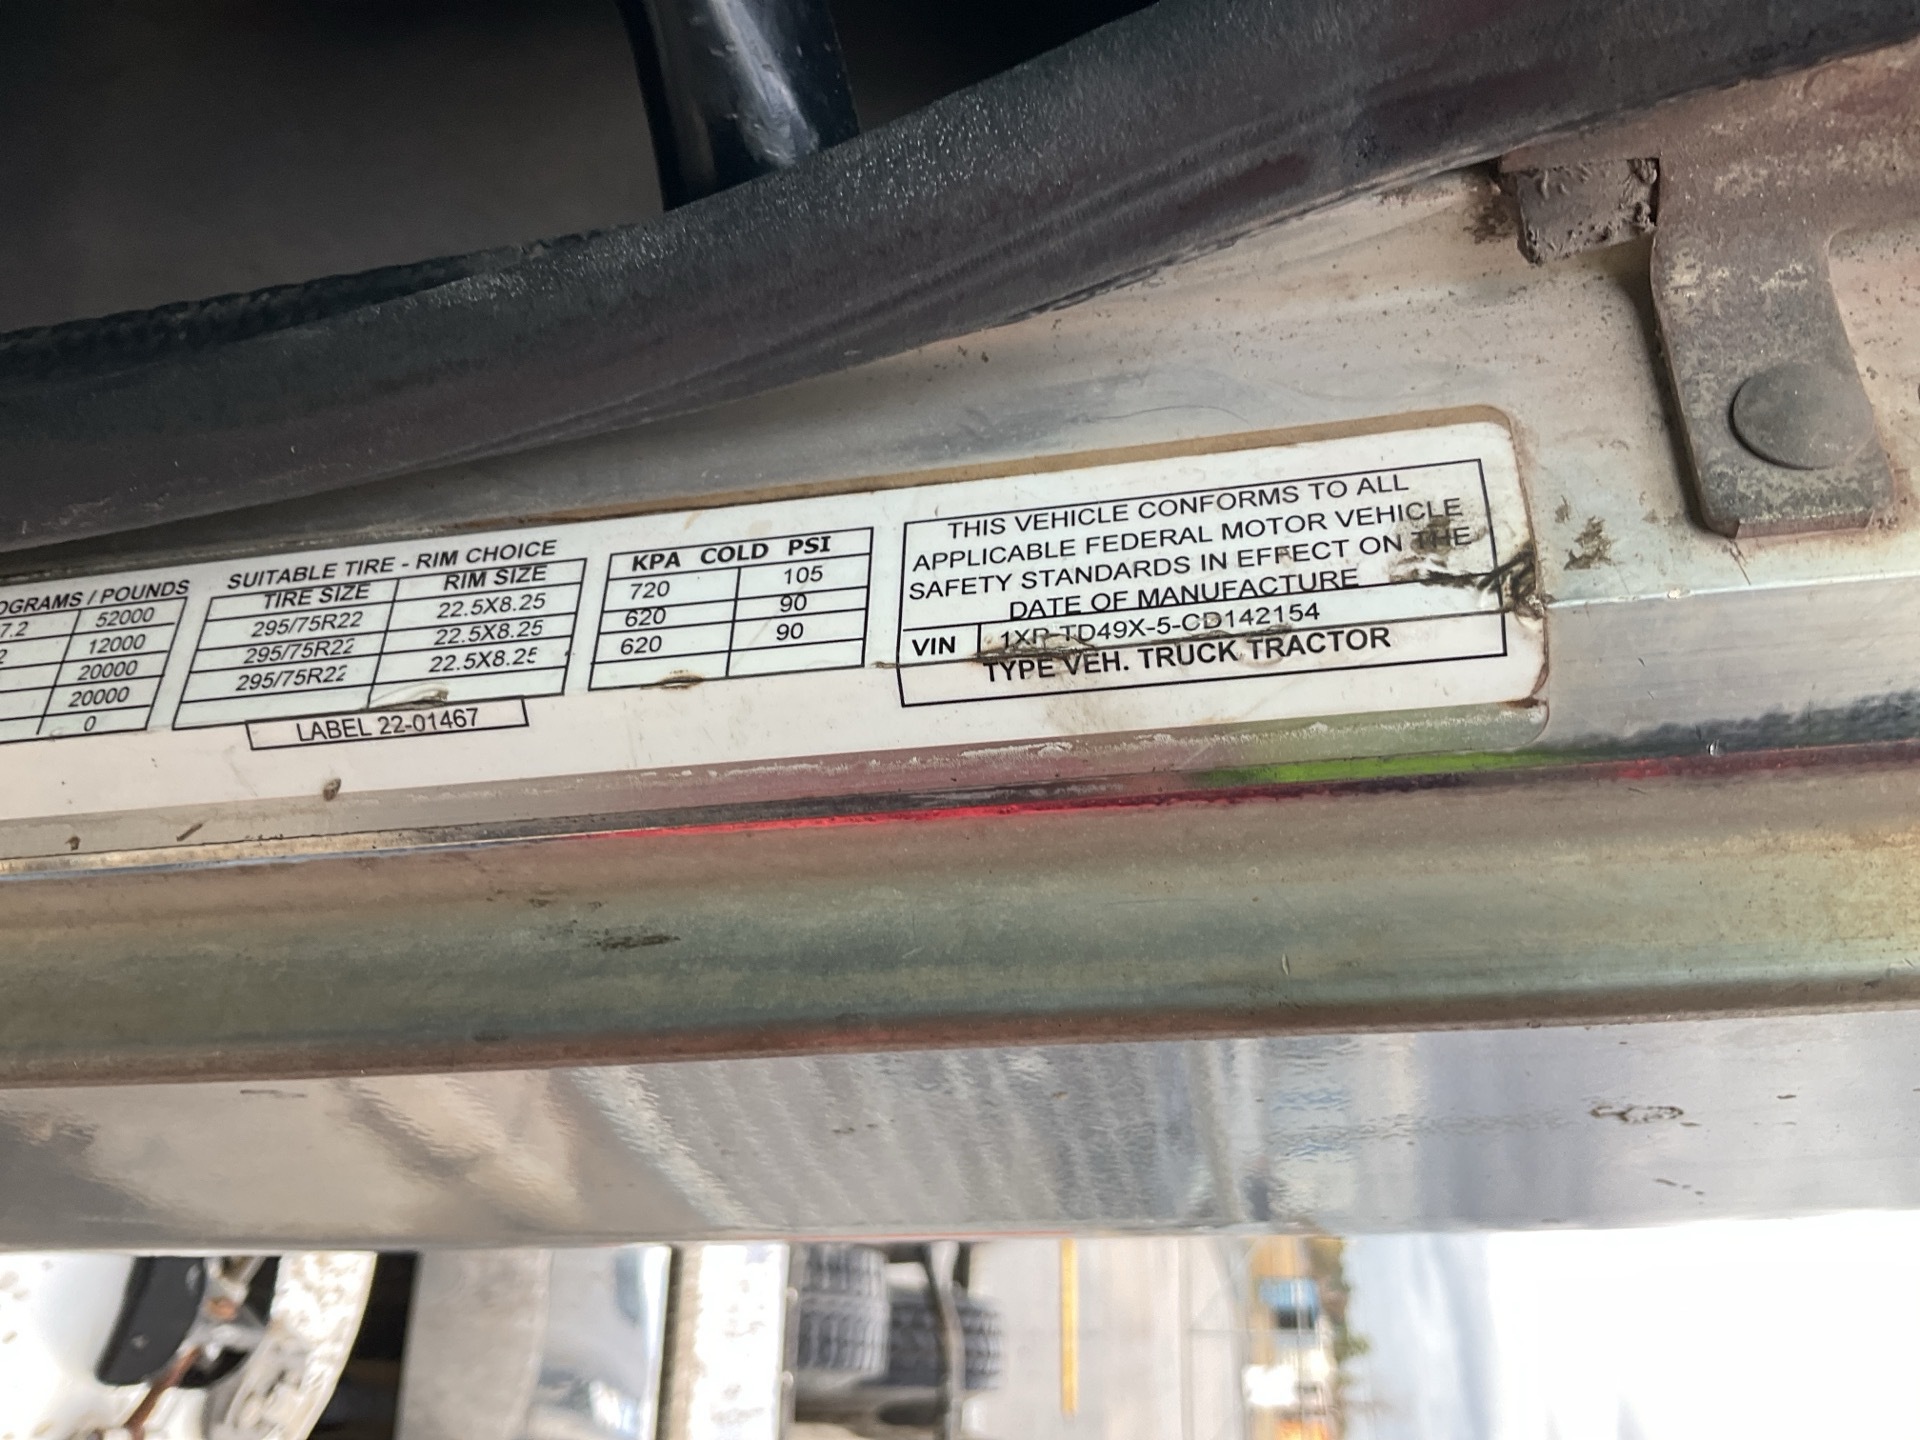 OGRAMS / POUNDS
7.2 52000
2 12000
20000
20000
0
SUITABLE TIRE - RIM CHOICE
TIRE SIZE RIM SIZE
295/75R22 22.5X8.25
295/75R22 22.5X8.25
295/75R22 22.5X8.25
LABEL 22-01467
KPA COLD PSI
720 105
620 90
620 90
THIS VEHICLE CONFORMS TO ALL
APPLICABLE FEDERAL MOTOR VEHICLE
SAFETY STANDARDS IN EFFECT ON THE
DATE OF MANUFACTURE
VIN 1XP-TD49X-5-CD142154
TYPE VEH. TRUCK TRACTOR